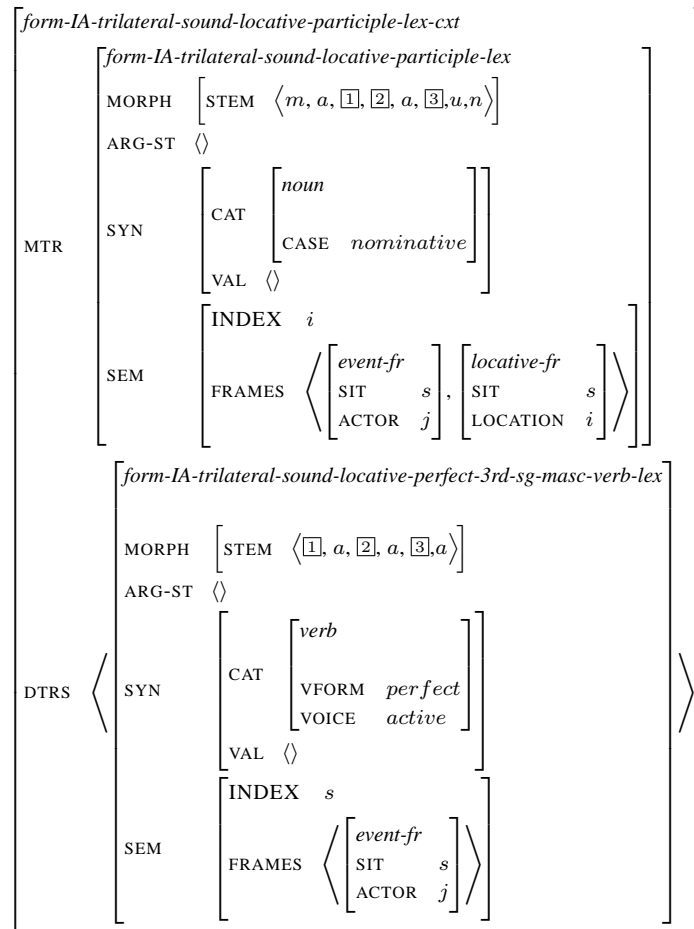 form-IA-trilateral-sound-locative-participle-lex-cxt
form-IA-trilateral-sound-locative-participle-lex
MORPH [STEM ⟨m, a, 1, 2, a, 3,u,n⟩]
ARG-ST ⟨⟩
noun
SYN CAT
CASE nominative
MTR
VAL ⟨⟩
INDEX i
event-fr locative-fr
SEM FRAMES ⟨[SIT s], [SIT s]⟩
ACTOR j LOCATION i
form-IA-trilateral-sound-locative-perfect-3rd-sg-masc-verb-lex
MORPH [STEM ⟨1, a, 2, a, 3,a⟩]
ARG-ST ⟨⟩
verb
CAT
DTRS SYN VFORM perfect
VOICE active
VAL ⟨⟩
INDEX s
event-fr
SEM FRAMES ⟨[SIT s]⟩
ACTOR j